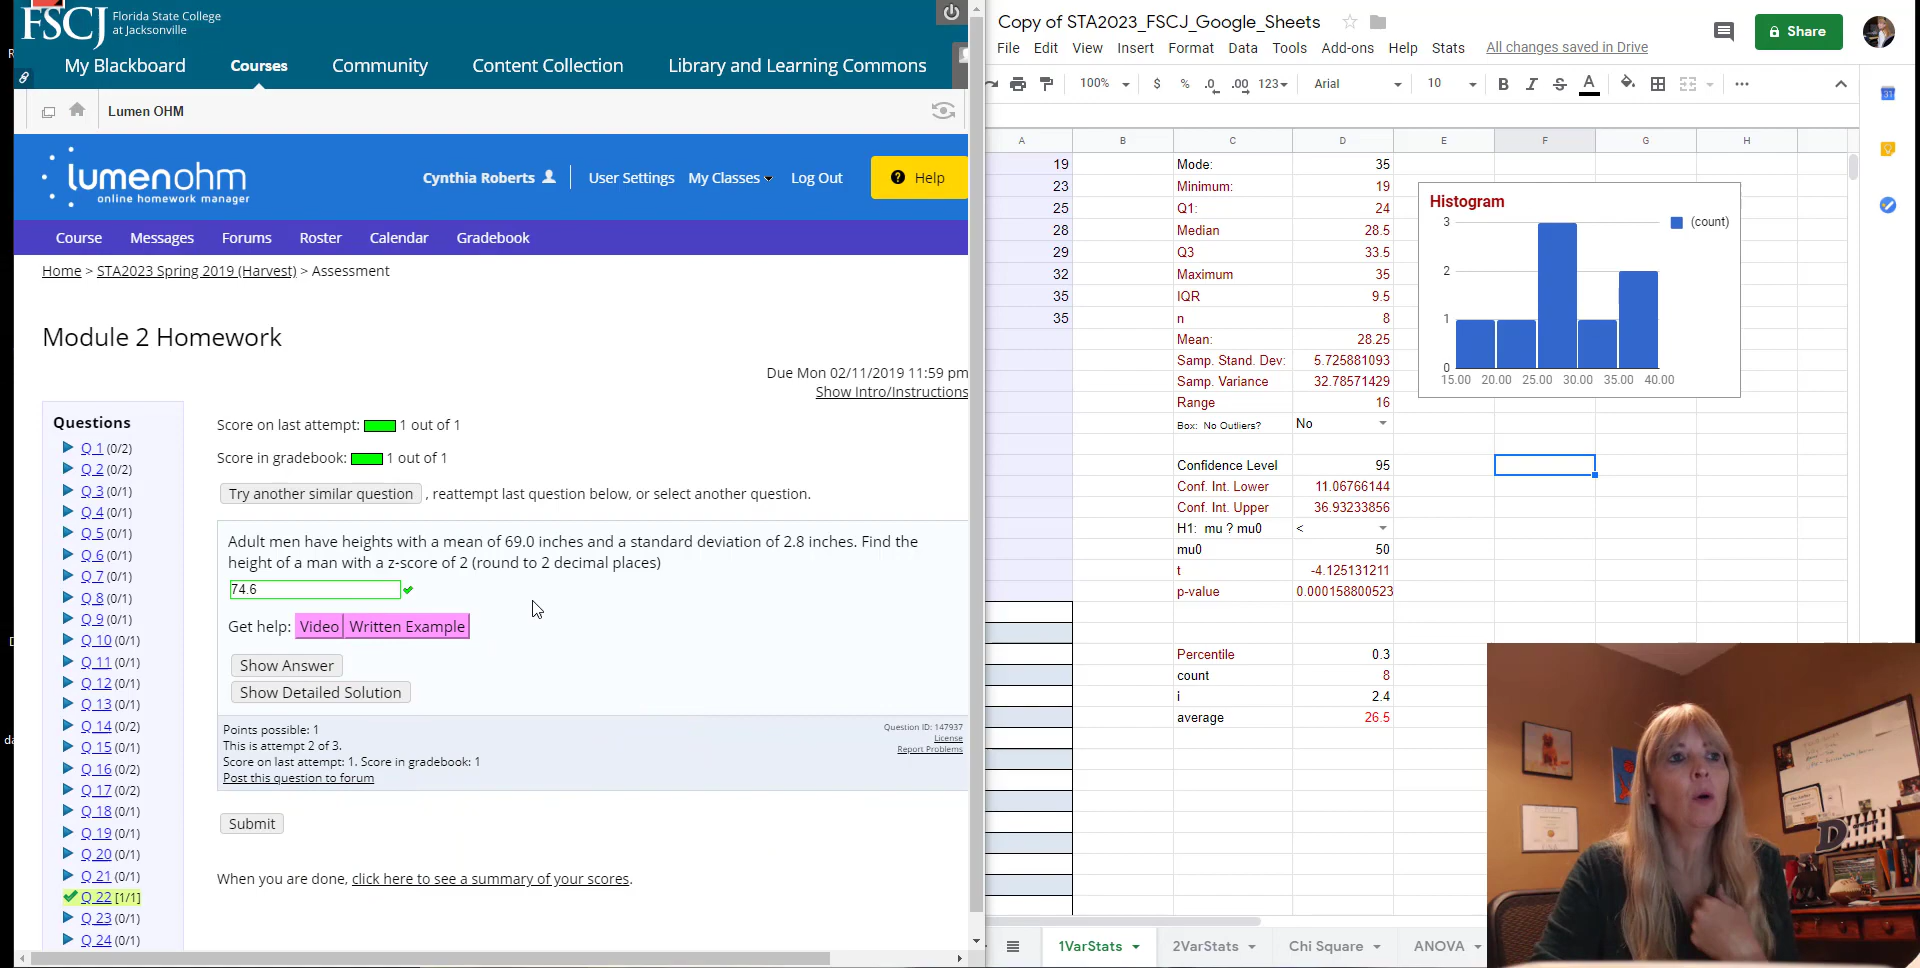 FSCJ Florida State College
at Jacksonville
My Blackboard Courses Community Content Collection Library and Learning Commons
Lumen OHM
lumenohm
online homework manager
Cynthia Roberts User Settings My Classes Log Out Help
Course Messages Forums Roster Calendar Gradebook
Home > STA2023 Spring 2019 (Harvest) > Assessment
Module 2 Homework
Due Mon 02/11/2019 11:59 pm
Show Intro/Instructions
Questions
Q 1 (0/2)
Q 2 (0/2)
Q 3 (0/1)
Q 4 (0/1)
Q 5 (0/1)
Q 6 (0/1)
Q 7 (0/1)
Q 8 (0/1)
Q 9 (0/1)
Q 10 (0/1)
Q 11 (0/1)
Q 12 (0/1)
Q 13 (0/1)
Q 14 (0/2)
Q 15 (0/1)
Q 16 (0/2)
Q 17 (0/2)
Q 18 (0/1)
Q 19 (0/1)
Q 20 (0/1)
Q 21 (0/1)
Q 22 [1/1]
Q 23 (0/1)
Q 24 (0/1)
Score on last attempt: 1 out of 1
Score in gradebook: 1 out of 1
Try another similar question , reattempt last question below, or select another question.
Adult men have heights with a mean of 69.0 inches and a standard deviation of 2.8 inches. Find the
height of a man with a z-score of 2 (round to 2 decimal places)
74.6
Get help: Video Written Example
Show Answer
Show Detailed Solution
Points possible: 1
This is attempt 2 of 3.
Score on last attempt: 1. Score in gradebook: 1
Post this question to forum
Question ID: 147937
License
Report Problems
Submit
When you are done, click here to see a summary of your scores.
Copy of STA2023_FSCJ_Google_Sheets
Share
File Edit View Insert Format Data Tools Add-ons Help Stats All changes saved in Drive
100% $ % .0 .00 123 Arial 10 B I S A
A B C D E F G H
19 Mode: 35
23 Minimum: 19
25 Q1: 24
28 Median 28.5
29 Q3 33.5
32 Maximum 35
35 IQR 9.5
35 n 8
Mean: 28.25
Samp. Stand. Dev: 5.725881093
Samp. Variance 32.78571429
Range 16
Box: No Outliers? No
Confidence Level 95
Conf. Int. Lower 11.06766144
Conf. Int. Upper 36.93233856
H1: mu ? mu0 <
mu0 50
t -4.125131211
p-value 0.000158800523
Percentile 0.3
count 8
i 2.4
average 26.5
Histogram
3
2
1
0
15.00 20.00 25.00 30.00 35.00 40.00
(count)
31
1VarStats 2VarStats Chi Square ANOVA
D